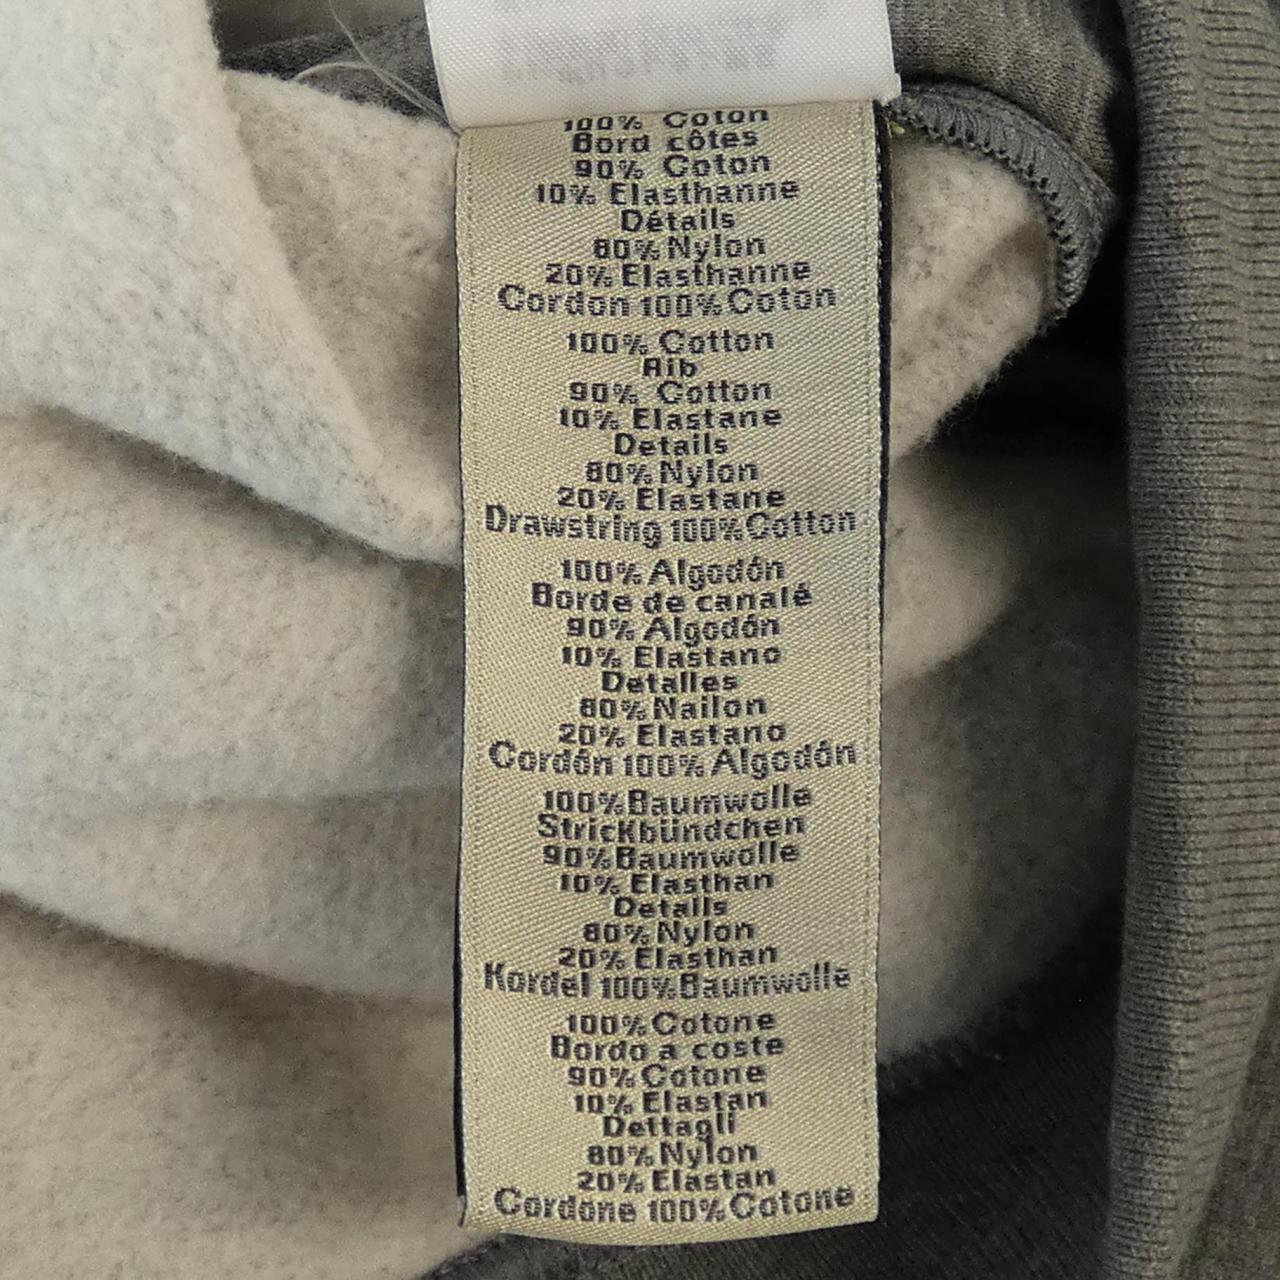 100% Coton
Bord côtes
90% Coton
10% Elasthanne
Détails
80% Nylon
20% Elasthanne
Cordon 100% Coton
100% Cotton
Rib
90% Cotton
10% Elastane
Details
80% Nylon
20% Elastane
Drawstring 100% Cotton
100% Algodón
Borde de canalé
90% Algodón
10% Elastano
Detalles
80% Nailon
20% Elastano
Cordón 100% Algodón
100% Baumwolle
Strickbündchen
90% Baumwolle
10% Elasthan
Details
80% Nylon
20% Elasthan
Kordel 100% Baumwolle
100% Cotone
Bordo a coste
90% Cotone
10% Elastan
Dettagli
80% Nylon
20% Elastan
Cordone 100% Cotone